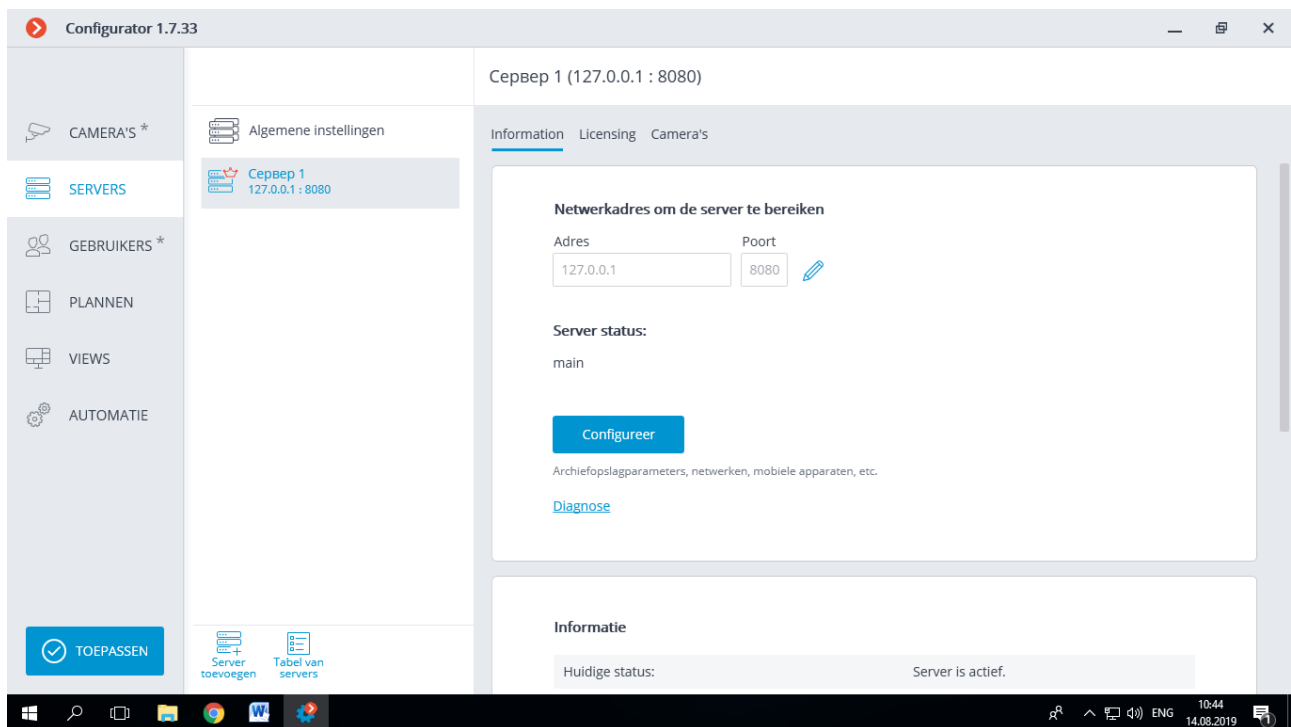 Configurator 1.7.33
CAMERA'S *
SERVERS
GEBRUIKERS *
PLANNEN
VIEWS
AUTOMATIE
TOEPASSEN
Algemene instellingen
Сервер 1
127.0.0.1 : 8080
Server toevoegen
Tabel van servers
Сервер 1 (127.0.0.1 : 8080)
Information Licensing Camera's
Netwerkadres om de server te bereiken
Adres Poort
127.0.0.1 8080
Server status:
main
Configureer
Archiefopslagparameters, netwerken, mobiele apparaten, etc.
Diagnose
Informatie
Huidige status: Server is actief.
ENG
10:44
14.08.2019
1